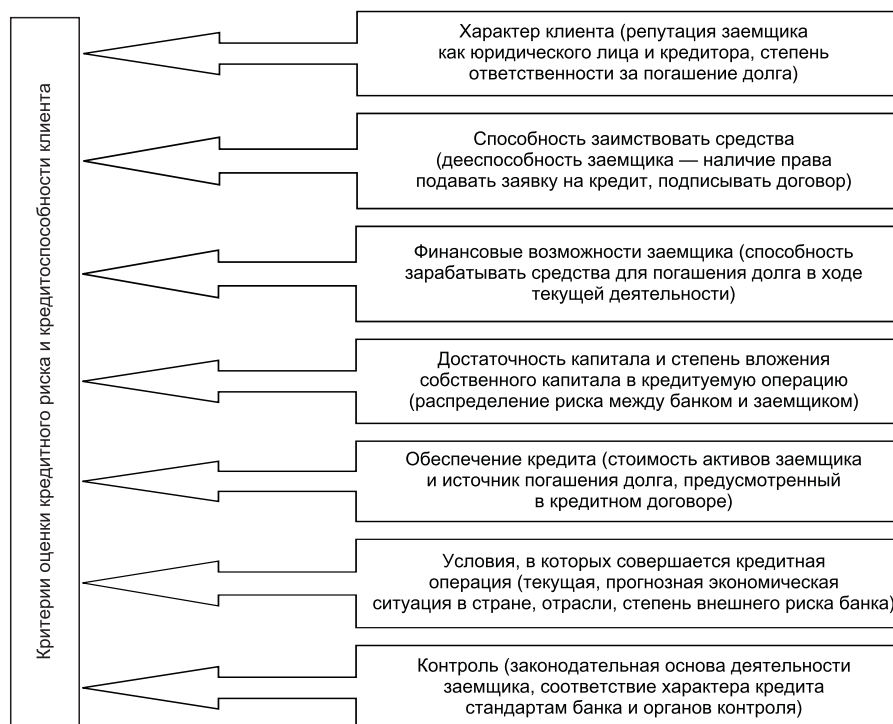 Критерии оценки кредитного риска и кредитоспособности клиента
Характер клиента (репутация заемщика
как юридического лица и кредитора, степень
ответственности за погашение долга)
Способность заимствовать средства
(дееспособность заемщика — наличие права
подавать заявку на кредит, подписывать договор)
Финансовые возможности заемщика (способность
зарабатывать средства для погашения долга в ходе
текущей деятельности)
Достаточность капитала и степень вложения
собственного капитала в кредитуемую операцию
(распределение риска между банком и заемщиком)
Обеспечение кредита (стоимость активов заемщика
и источник погашения долга, предусмотренный
в кредитном договоре)
Условия, в которых совершается кредитная
операция (текущая, прогнозная экономическая
ситуация в стране, отрасли, степень внешнего риска банка)
Контроль (законодательная основа деятельности
заемщика, соответствие характера кредита
стандартам банка и органов контроля)